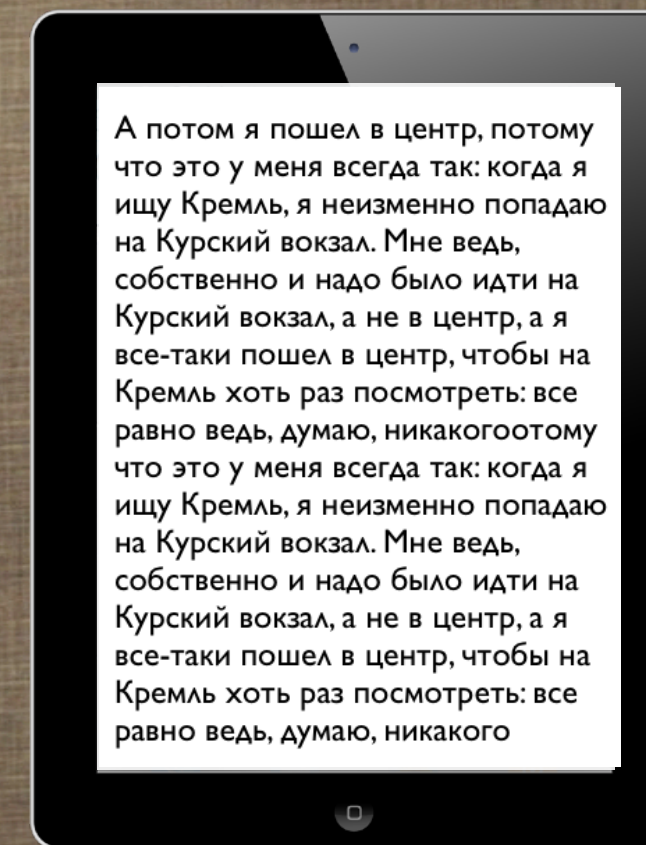 А потом я пошел в центр, потому
что это у меня всегда так: когда я
ищу Кремль, я неизменно попадаю
на Курский вокзал. Мне ведь,
собственно и надо было идти на
Курский вокзал, а не в центр, а я
все-таки пошел в центр, чтобы на
Кремль хоть раз посмотреть: все
равно ведь, думаю, никакогоотому
что это у меня всегда так: когда я
ищу Кремль, я неизменно попадаю
на Курский вокзал. Мне ведь,
собственно и надо было идти на
Курский вокзал, а не в центр, а я
все-таки пошел в центр, чтобы на
Кремль хоть раз посмотреть: все
равно ведь, думаю, никакого